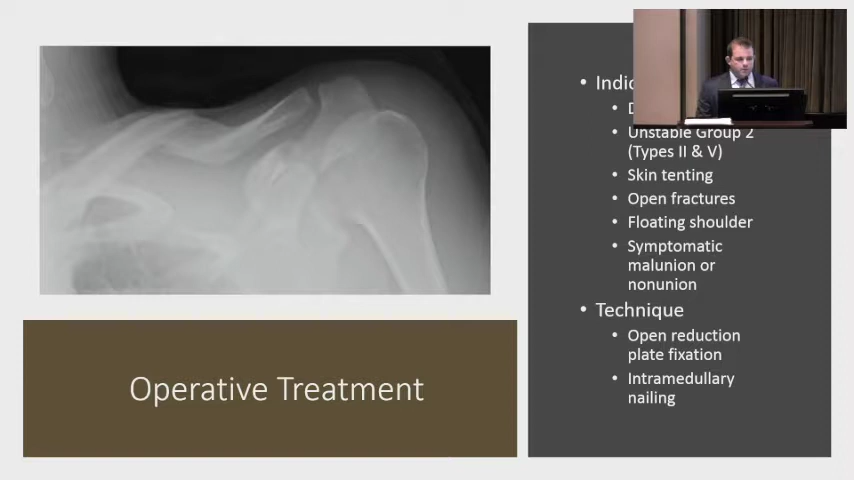 Operative Treatment
• Unstable Group 2
(Types II & V)
• Skin tenting
• Open fractures
• Floating shoulder
• Symptomatic
malunion or
nonunion
• Technique
• Open reduction
plate fixation
• Intramedullary
nailing